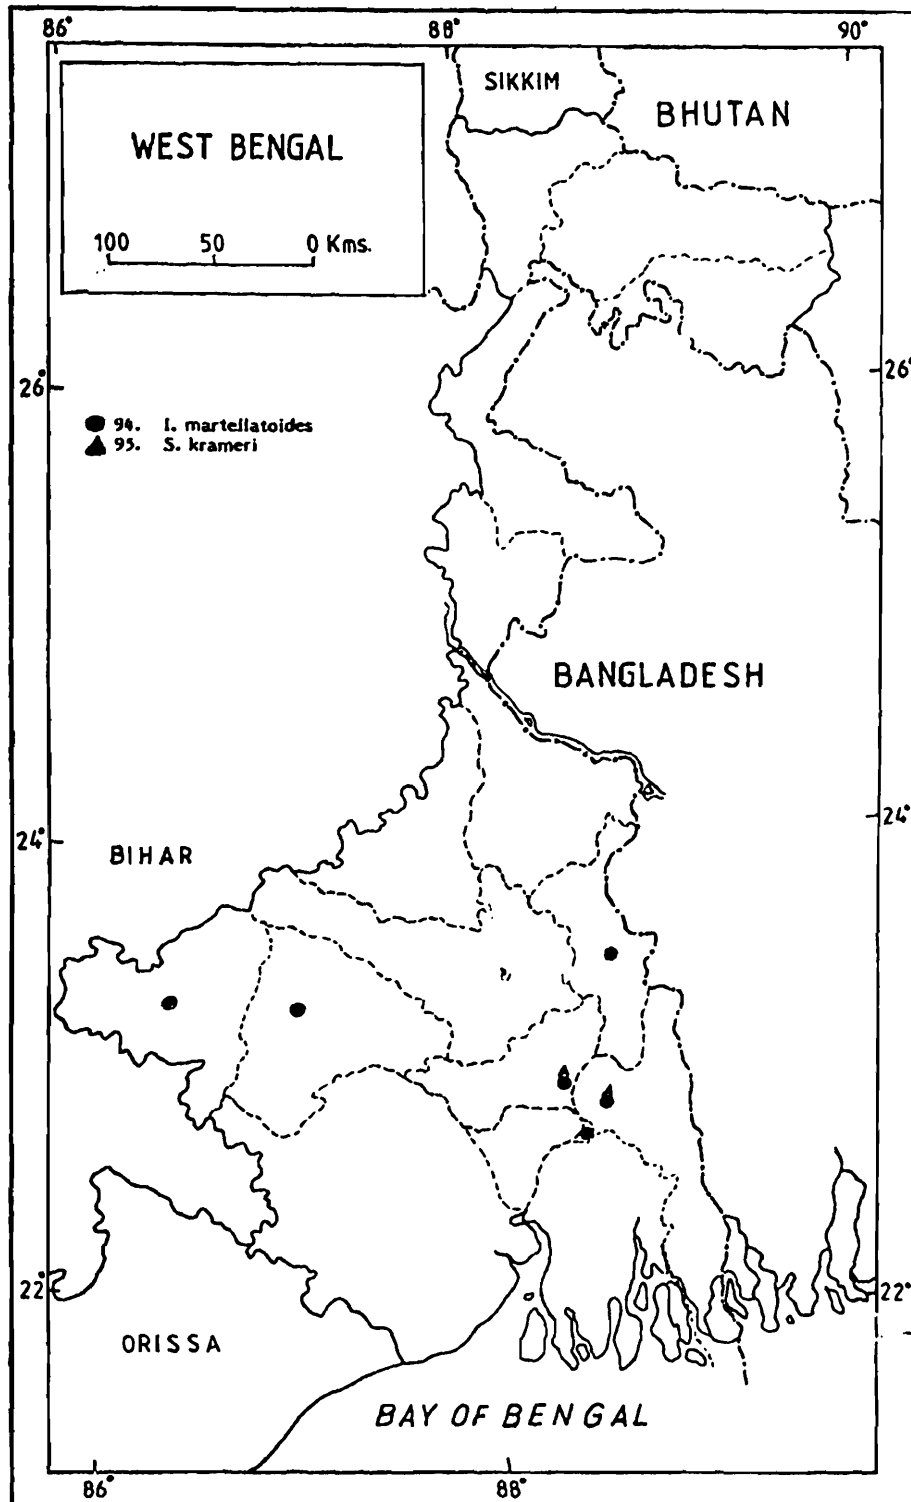 86° 88° 90°
SIKKIM
BHUTAN
WEST BENGAL
100 50 0 Kms.
26° 26°
94. I. martellatoides
95. S. krameri
BANGLADESH
24° 24°
BIHAR
22° 22°
ORISSA
BAY OF BENGAL
86° 88°